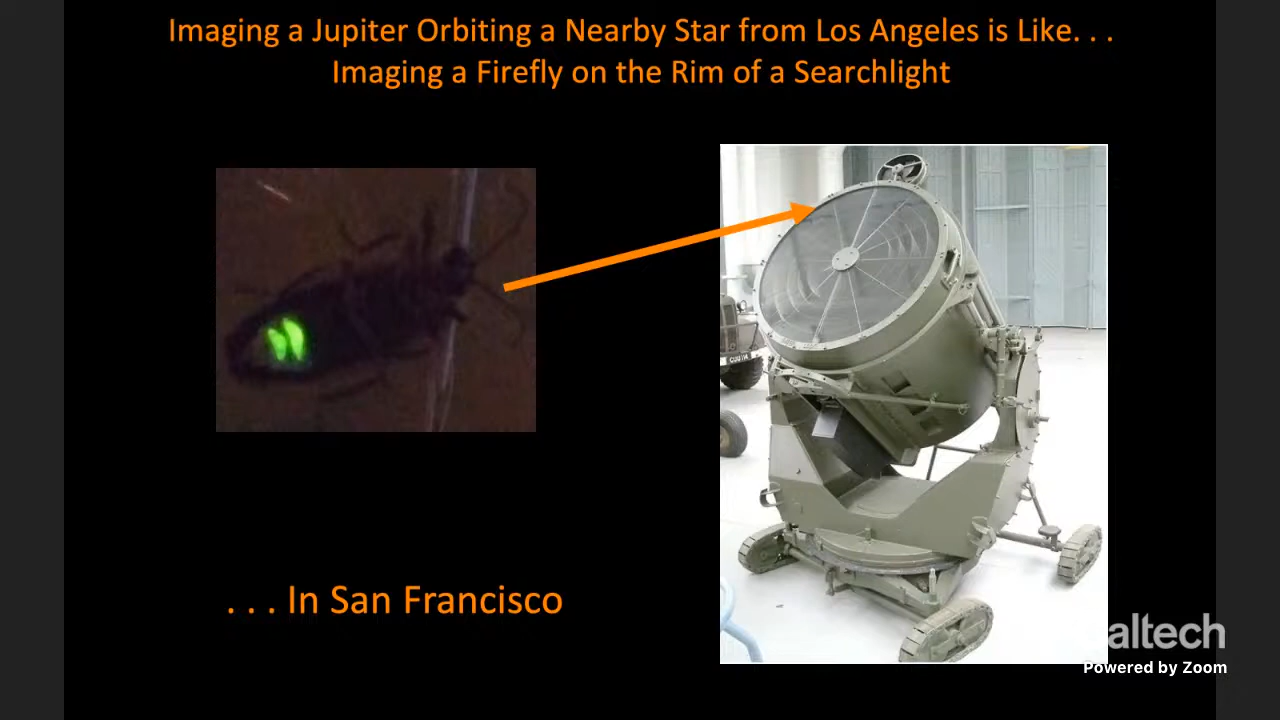 Imaging a Jupiter Orbiting a Nearby Star from Los Angeles is Like. . .
Imaging a Firefly on the Rim of a Searchlight
. . . In San Francisco
altech
Powered by Zoom